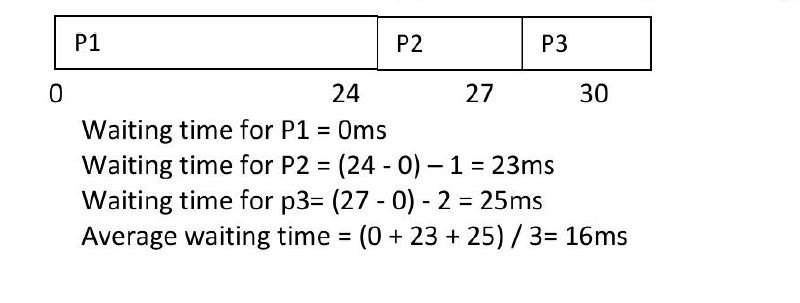 P1 P2 P3
0 24 27 30
Waiting time for P1 = 0ms
Waiting time for P2 = (24 - 0) – 1 = 23ms
Waiting time for p3= (27 - 0) - 2 = 25ms
Average waiting time = (0 + 23 + 25) / 3= 16ms